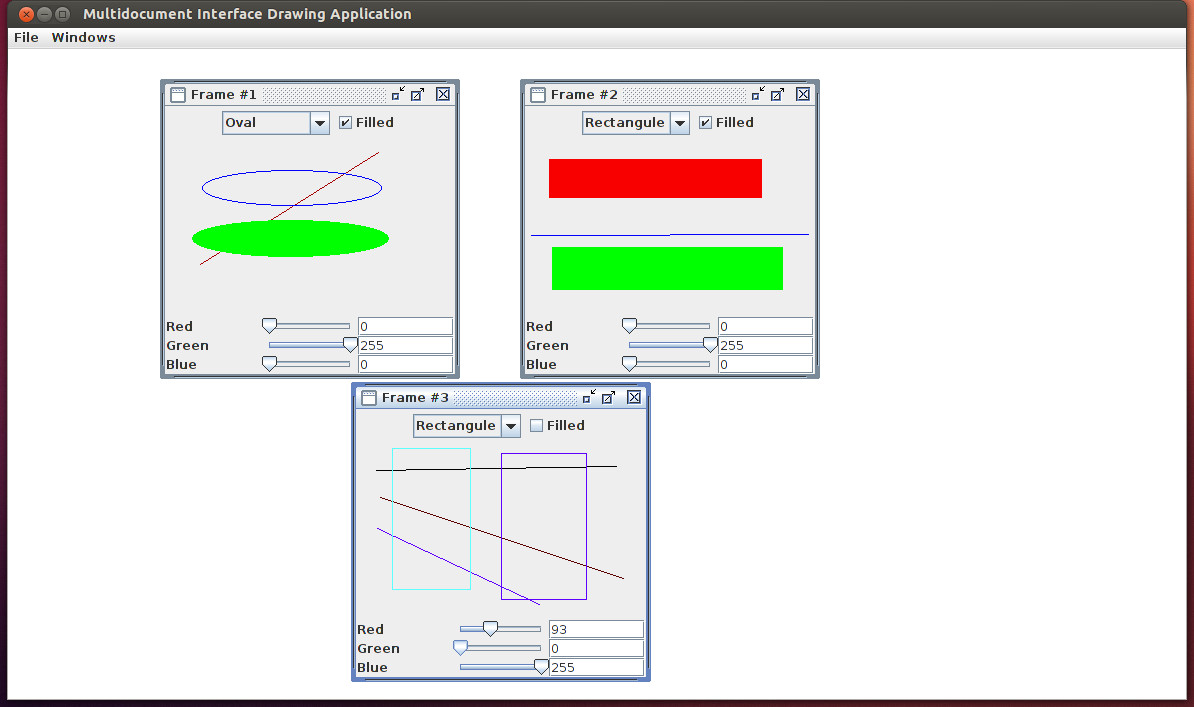 Multidocument Interface Drawing Application
File Windows
Frame #1
Oval Filled
Red 0
Green 255
Blue 0
Frame #2
Rectangule Filled
Red 0
Green 255
Blue 0
Frame #3
Rectangule Filled
Red 93
Green 0
Blue 255